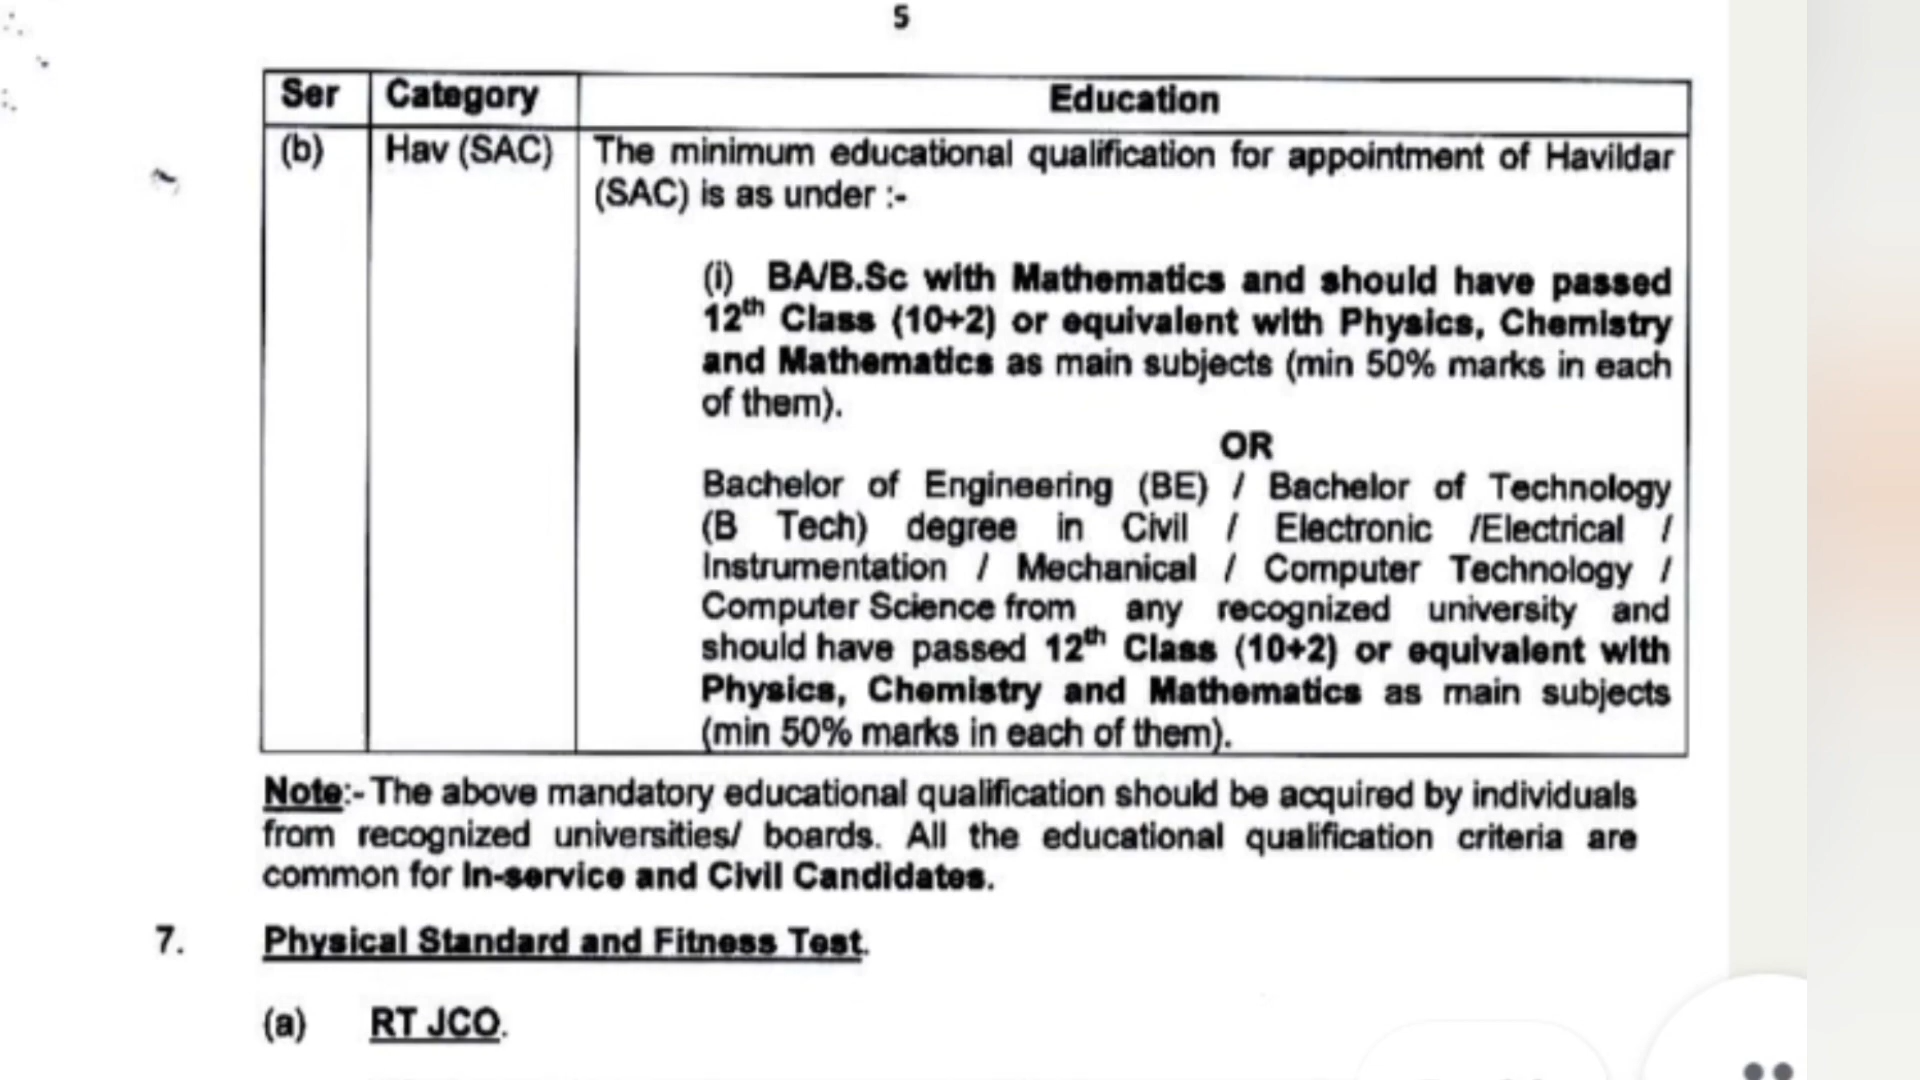 5
Ser Category Education
(b) Hav (SAC) The minimum educational qualification for appointment of Havildar
(SAC) is as under :-
(i) BA/B.Sc with Mathematics and should have passed
12th Class (10+2) or equivalent with Physics, Chemistry
and Mathematics as main subjects (min 50% marks in each
of them).
OR
Bachelor of Engineering (BE) / Bachelor of Technology
(B Tech) degree in Civil / Electronic /Electrical /
Instrumentation / Mechanical / Computer Technology /
Computer Science from any recognized university and
should have passed 12th Class (10+2) or equivalent with
Physics, Chemistry and Mathematics as main subjects
(min 50% marks in each of them).
Note:- The above mandatory educational qualification should be acquired by individuals
from recognized universities/ boards. All the educational qualification criteria are
common for In-service and Civil Candidates.
7. Physical Standard and Fitness Test.
(a) RT JCO.